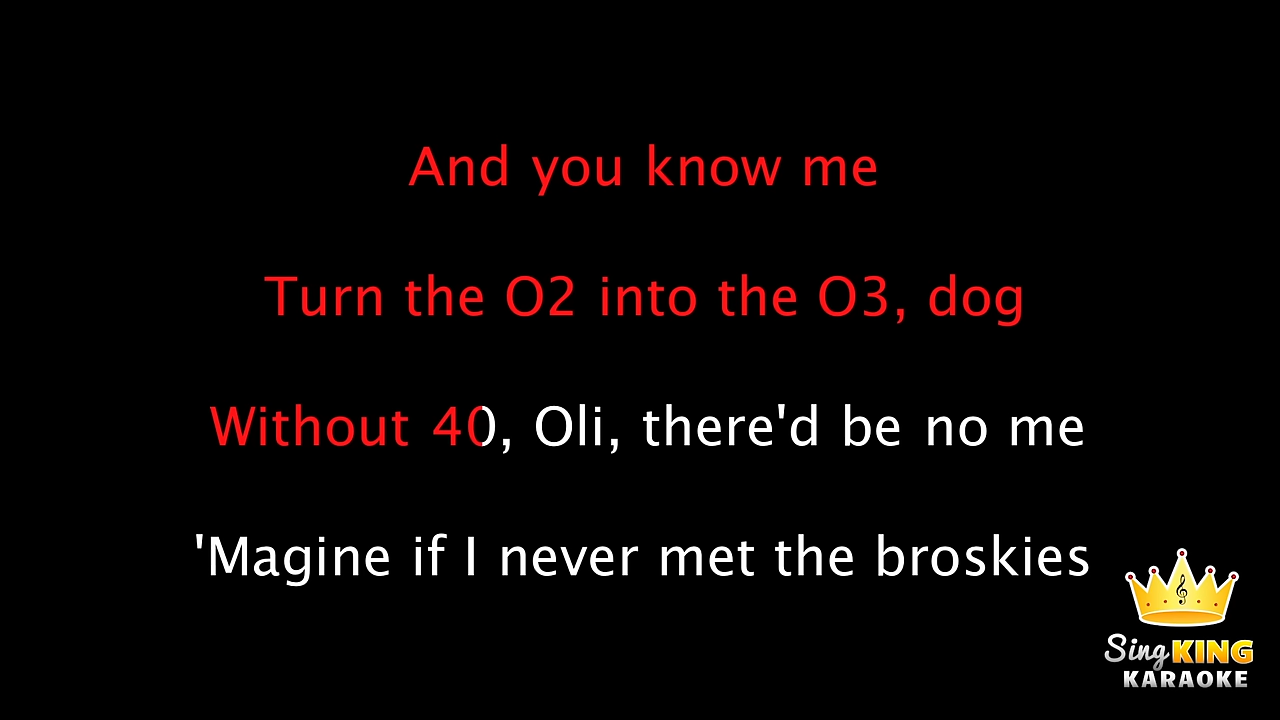 And you know me
Turn the O2 into the O3, dog
Without 40, Oli, there'd be no me
'Magine if I never met the broskies
Sing KING
KARAOKE